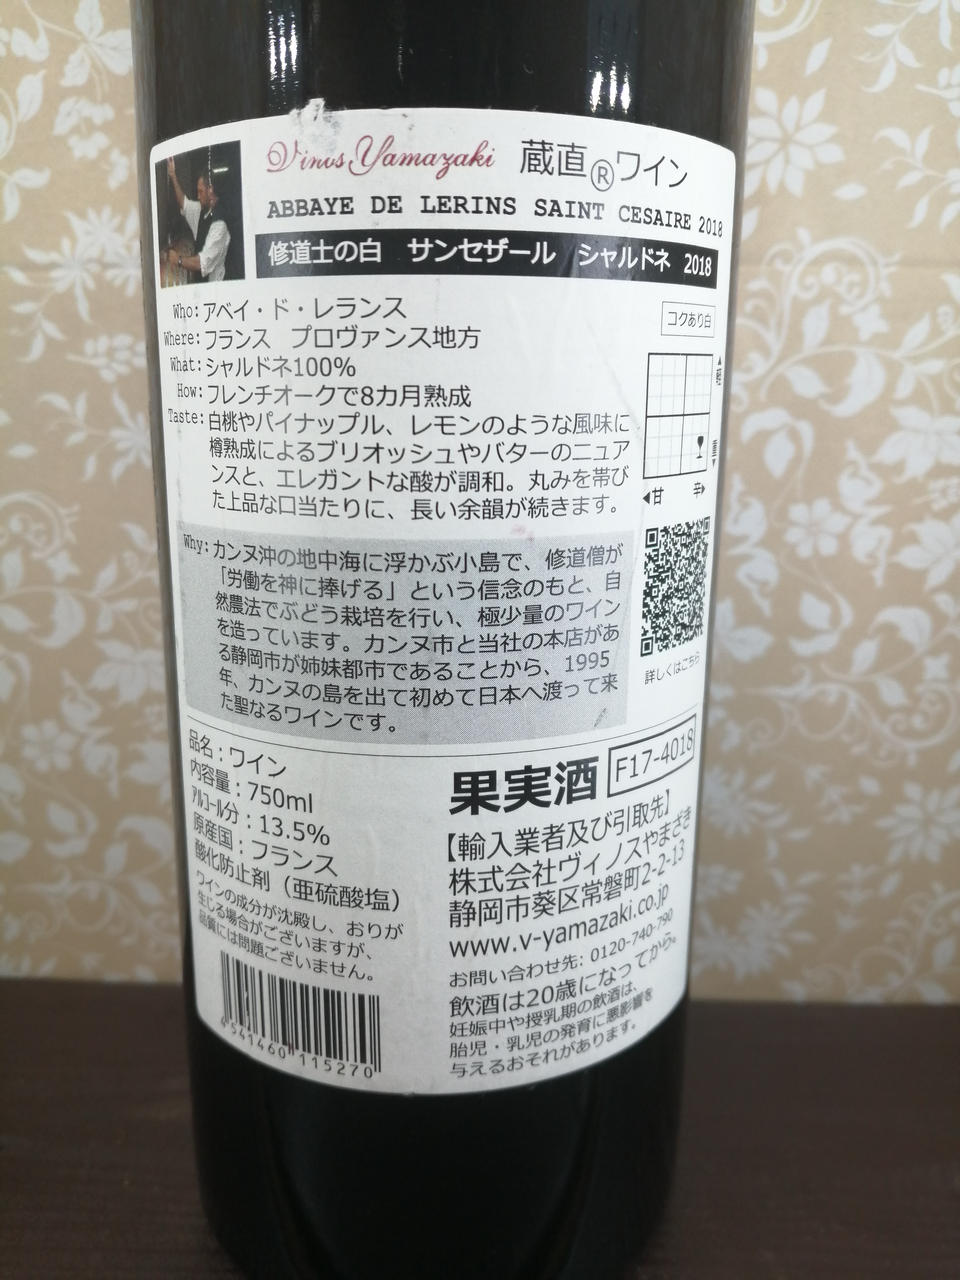 Vinos Yamazaki 蔵直®ワイン
ABBAYE DE LERINS SAINT CESAIRE 2018
修道士の白 サンセザール シャルドネ 2018
Who:アベイ・ド・レランス
Where:フランス プロヴァンス地方
What:シャルドネ100%
How:フレンチオークで8カ月熟成
Taste:白桃やパイナップル、レモンのような風味に
樽熟成によるブリオッシュやバターのニュア
ンスと、エレガントな酸が調和。丸みを帯び
た上品な口当たりに、長い余韻が続きます。
コクあり白
▲軽
重▼
◀甘 辛▶
Why:カンヌ沖の地中海に浮かぶ小島で、修道僧が
「労働を神に捧げる」という信念のもと、自
然農法でぶどう栽培を行い、極少量のワイン
を造っています。カンヌ市と当社の本店があ
る静岡市が姉妹都市であることから、1995
年、カンヌの島を出て初めて日本へ渡って来
た聖なるワインです。
詳しくはこちら
品名：ワイン
内容量：750ml
アルコール分：13.5%
原産国：フランス
酸化防止剤（亜硫酸塩）
ワインの成分が沈殿し、おりが
生じる場合がございますが、
品質には問題ございません。
4541460 115270
果実酒 F17-4018
【輸入業者及び引取先】
株式会社ヴィノスやまざき
静岡市葵区常磐町2-2-13
www.v-yamazaki.co.jp
お問い合わせ先：0120-740-790
飲酒は20歳になってから。
妊娠中や授乳期の飲酒は、
胎児・乳児の発育に悪影響を
与えるおそれがあります。